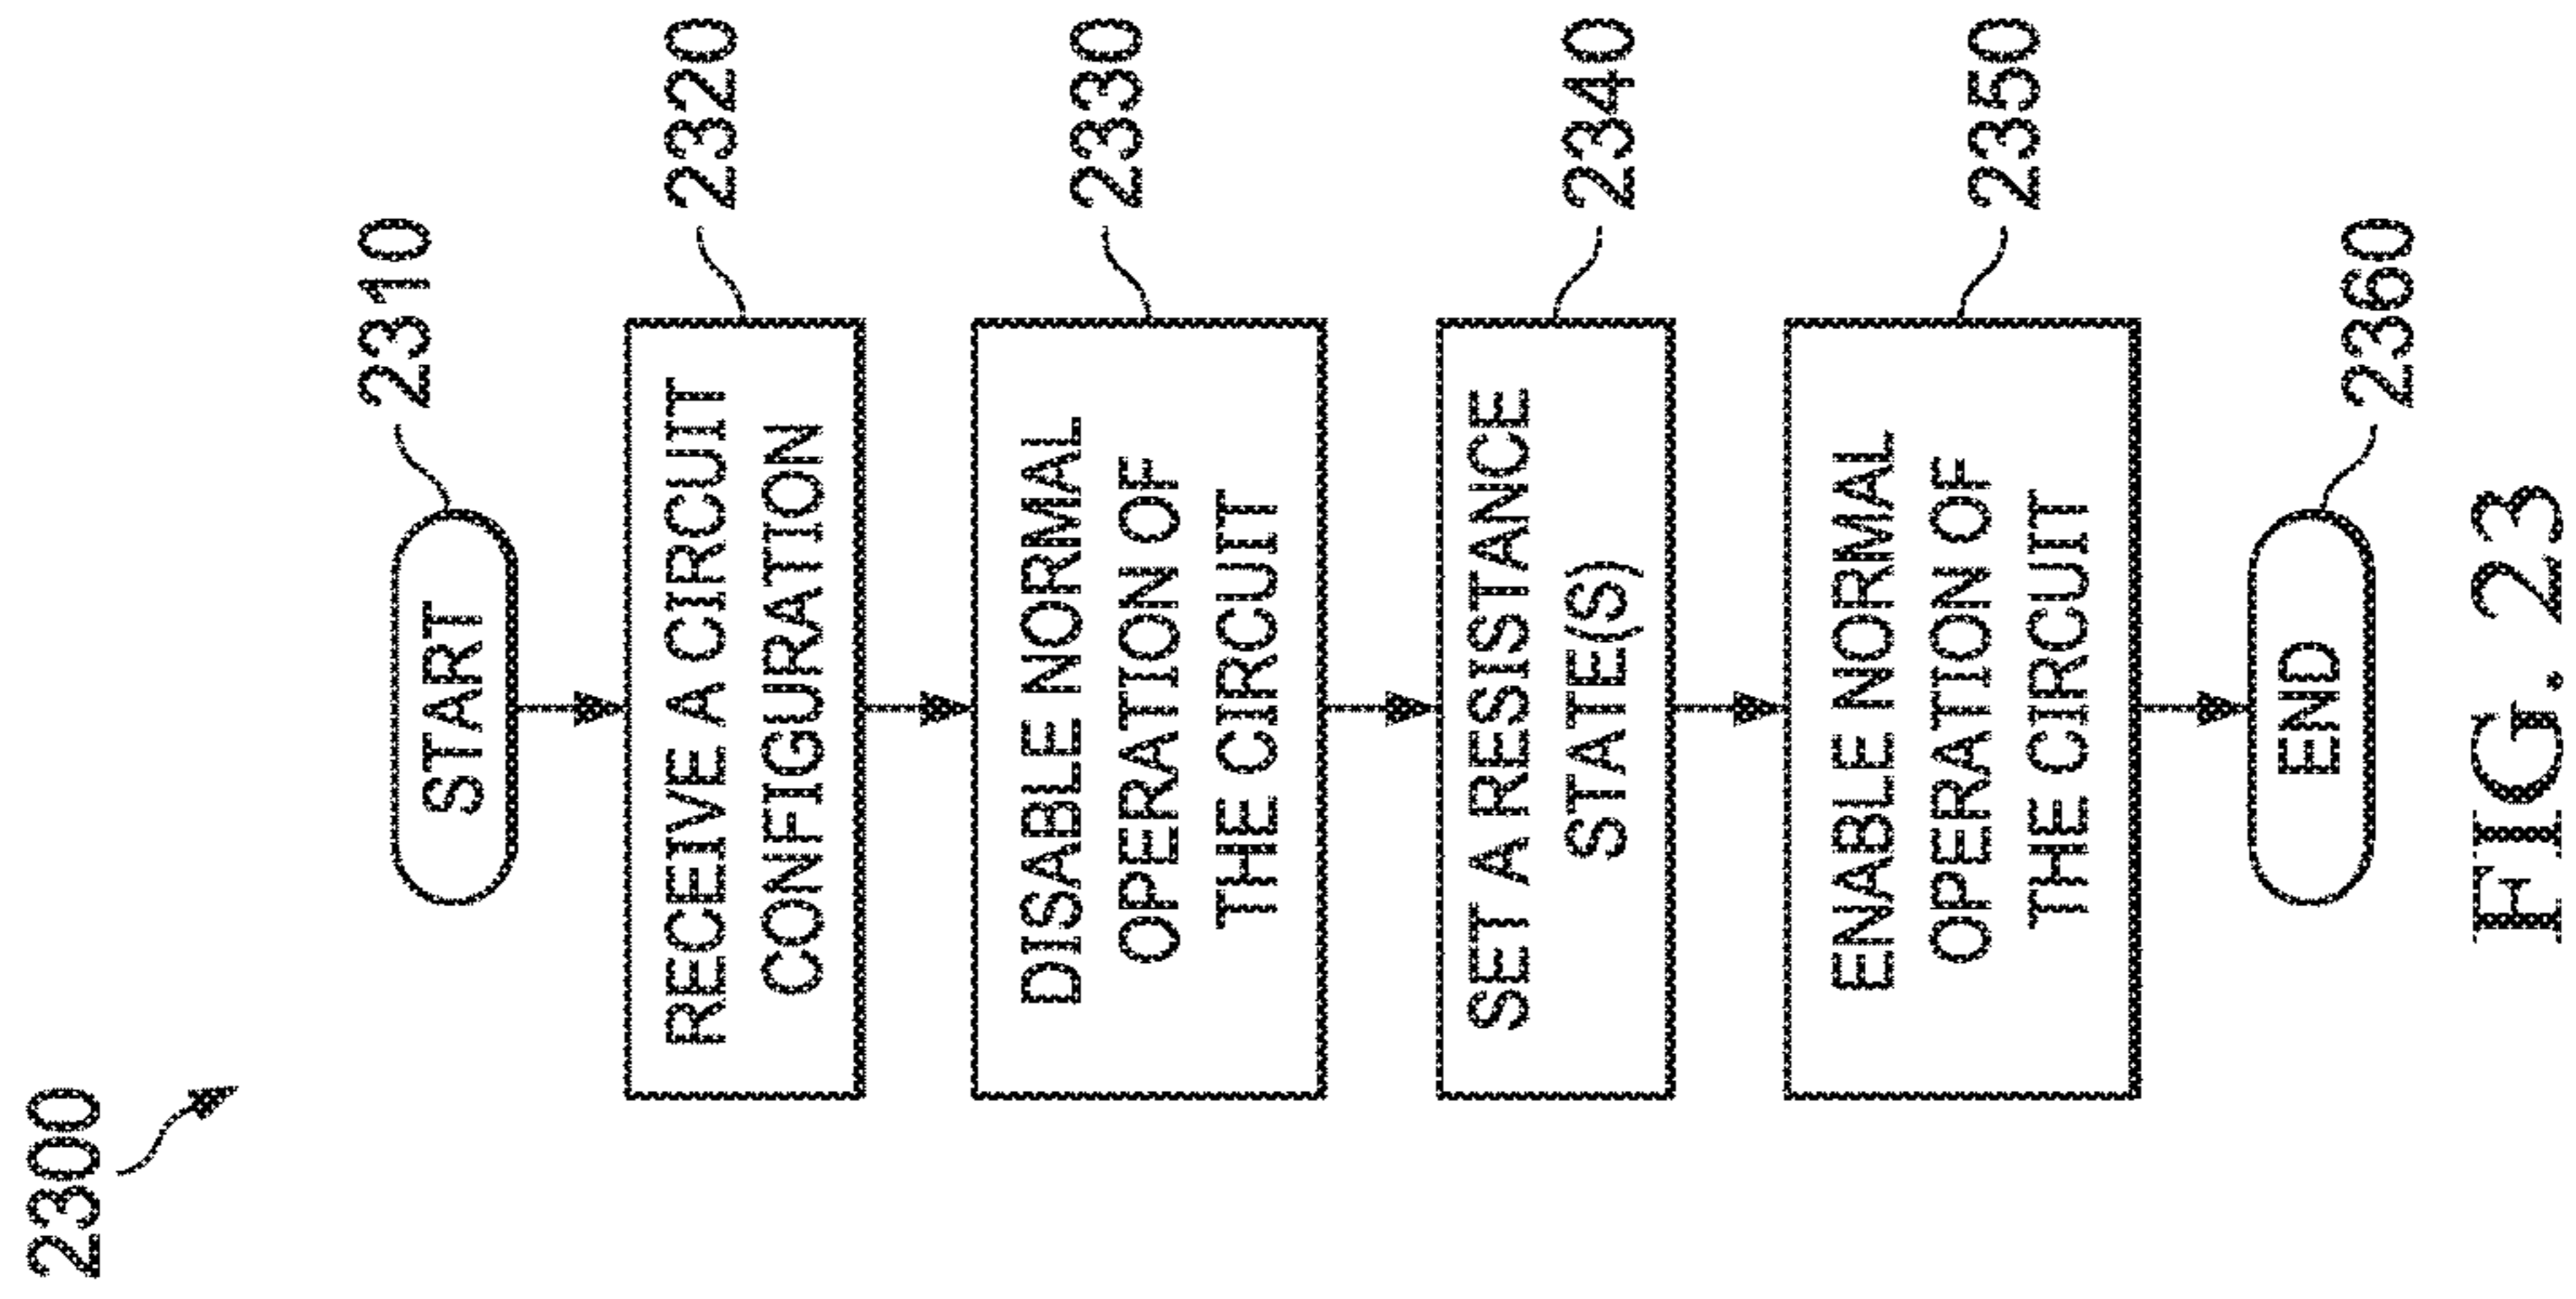 2300
START
2310
RECEIVE A CIRCUIT
CONFIGURATION
2320
DISABLE NORMAL
OPERATION OF
THE CIRCUIT
2330
SET A RESISTANCE
STATE(S)
2340
ENABLE NORMAL
OPERATION OF
THE CIRCUIT
2350
END
2360
FIG. 23